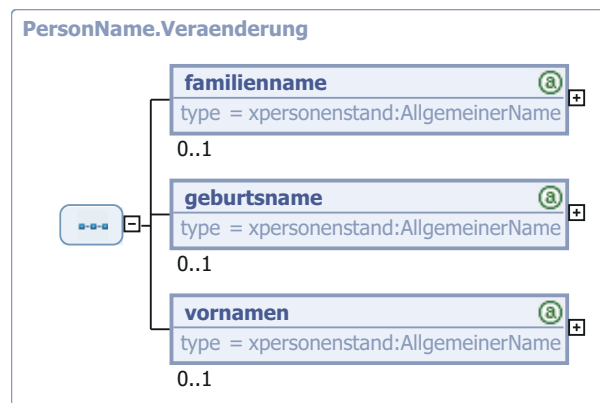 PersonName.Veraenderung
familienname
type = xpersonenstand:AllgemeinerName
0..1
geburtsname
type = xpersonenstand:AllgemeinerName
0..1
vornamen
type = xpersonenstand:AllgemeinerName
0..1